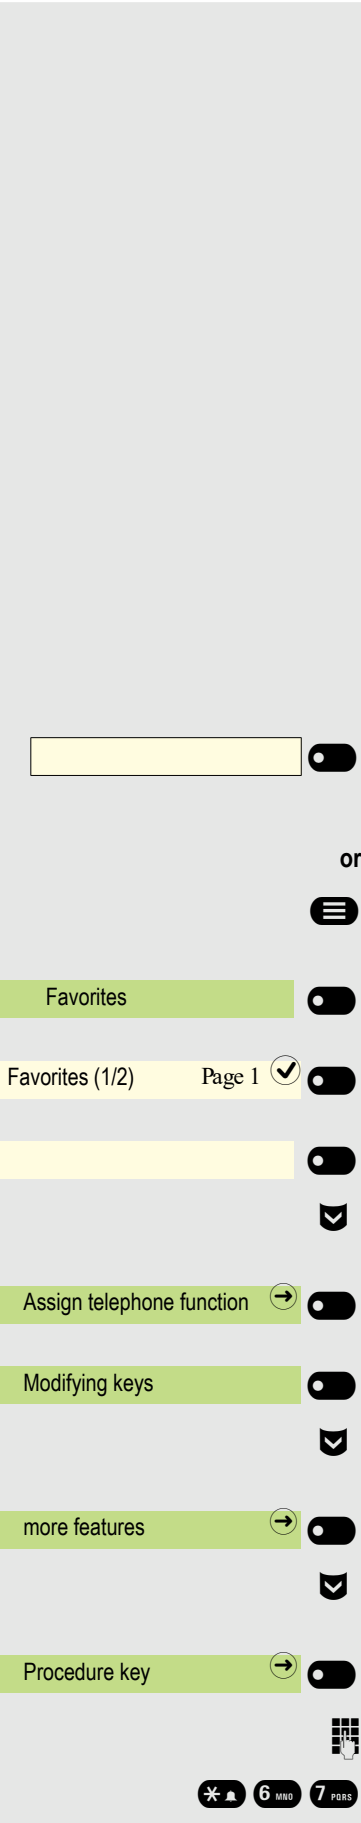 or
Favorites
Favorites (1/2) Page 1
Assign telephone function
Modifying keys
more features
Procedure key
6 MNO 7 PQRS